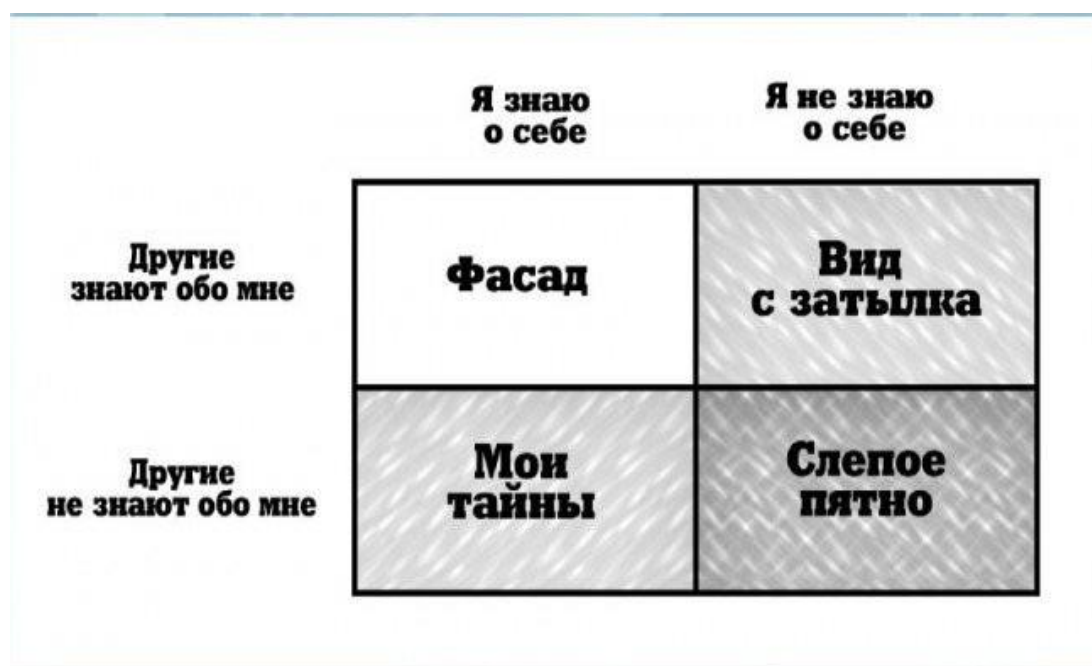 Я знаю
о себе
Я не знаю
о себе
Другие
знают обо мне
Фасад
Вид
с затылка
Другие
не знают обо мне
Мои
тайны
Слепое
пятно